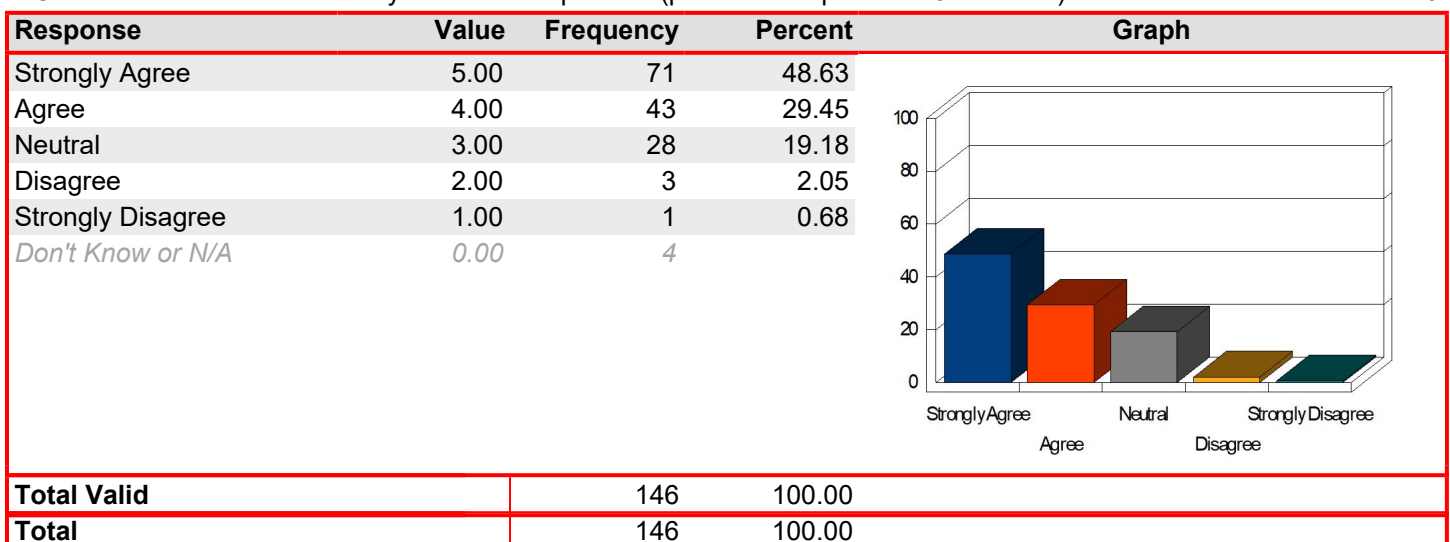 Response Value Frequency Percent Graph
Strongly Agree 5.00 71 48.63
Agree 4.00 43 29.45
Neutral 3.00 28 19.18
Disagree 2.00 3 2.05
Strongly Disagree 1.00 1 0.68
Don't Know or N/A 0.00 4
100
80
60
40
20
0
Strongly Agree Neutral Strongly Disagree
Agree Disagree
Total Valid 146 100.00
Total 146 100.00